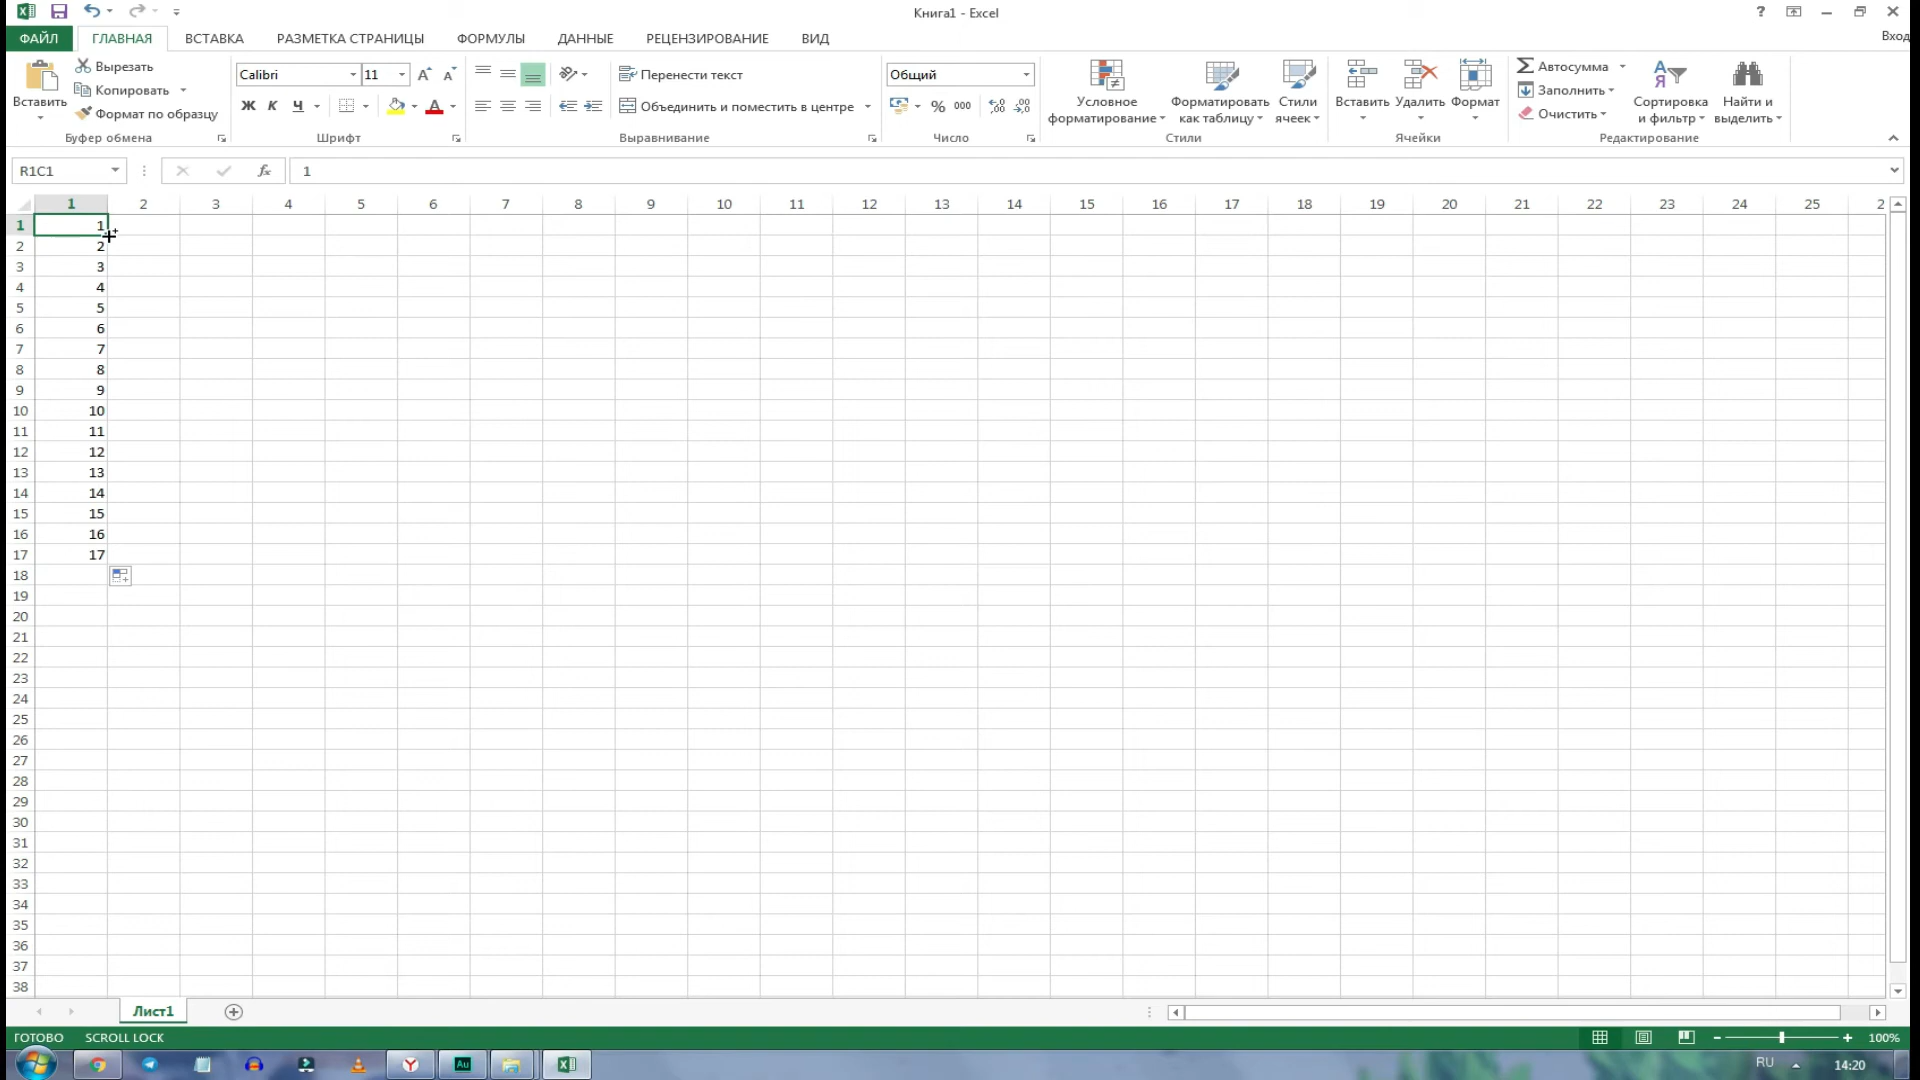 Книга1 - Excel
?
Вход
ФАЙЛ ГЛАВНАЯ ВСТАВКА РАЗМЕТКА СТРАНИЦЫ ФОРМУЛЫ ДАННЫЕ РЕЦЕНЗИРОВАНИЕ ВИД
Вставить
Вырезать
Копировать
Формат по образцу
Буфер обмена
Calibri 11
Ж К Ч
Шрифт
Перенести текст
Объединить и поместить в центре
Выравнивание
Общий
% 000
Число
Условное форматирование
Форматировать как таблицу
Стили ячеек
Стили
Вставить Удалить Формат
Ячейки
Автосумма
Заполнить
Очистить
Сортировка и фильтр
Найти и выделить
Редактирование
R1C1 fx 1
1 2 3 4 5 6 7 8 9 10 11 12 13 14 15 16 17 18 19 20 21 22 23 24 25 2
1 1
2 2
3 3
4 4
5 5
6 6
7 7
8 8
9 9
10 10
11 11
12 12
13 13
14 14
15 15
16 16
17 17
18
19
20
21
22
23
24
25
26
27
28
29
30
31
32
33
34
35
36
37
38
Лист1
ГОТОВО SCROLL LOCK 100%
Au RU 14:20